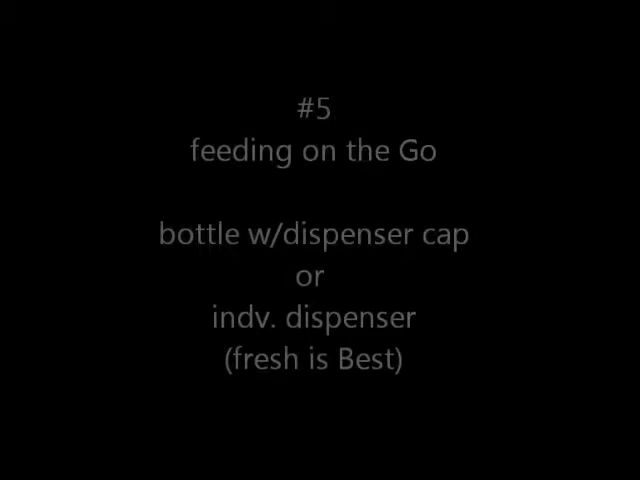 #5
feeding on the Go
bottle w/dispenser cap
or
indv. dispenser
(fresh is Best)